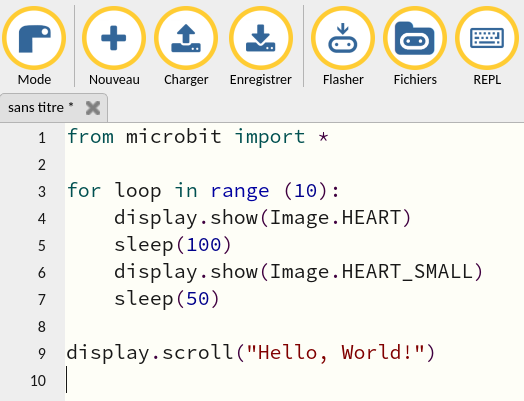 Mode Nouveau Charger Enregistrer Flasher Fichiers REPL
sans titre *
1 from microbit import *
2
3 for loop in range (10):
4     display.show(Image.HEART)
5     sleep(100)
6     display.show(Image.HEART_SMALL)
7     sleep(50)
8
9 display.scroll("Hello, World!")
10